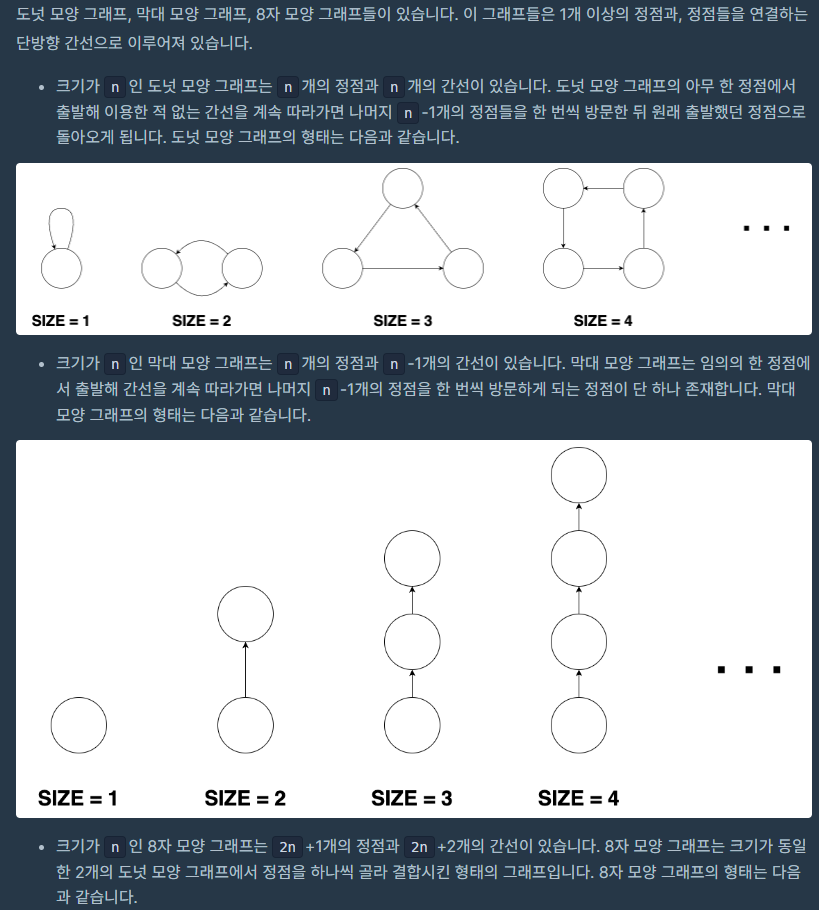 도넛 모양 그래프, 막대 모양 그래프, 8자 모양 그래프들이 있습니다. 이 그래프들은 1개 이상의 정점과, 정점들을 연결하는
단방향 간선으로 이루어져 있습니다.
• 크기가 n 인 도넛 모양 그래프는 n 개의 정점과 n 개의 간선이 있습니다. 도넛 모양 그래프의 아무 한 정점에서
출발해 이용한 적 없는 간선을 계속 따라가면 나머지 n -1개의 정점들을 한 번씩 방문한 뒤 원래 출발했던 정점으로
돌아오게 됩니다. 도넛 모양 그래프의 형태는 다음과 같습니다.
. . .
SIZE = 1 SIZE = 2 SIZE = 3 SIZE = 4
• 크기가 n 인 막대 모양 그래프는 n 개의 정점과 n -1개의 간선이 있습니다. 막대 모양 그래프는 임의의 한 정점에
서 출발해 간선을 계속 따라가면 나머지 n -1개의 정점을 한 번씩 방문하게 되는 정점이 단 하나 존재합니다. 막대
모양 그래프의 형태는 다음과 같습니다.
. . .
SIZE = 1 SIZE = 2 SIZE = 3 SIZE = 4
• 크기가 n 인 8자 모양 그래프는 2n +1개의 정점과 2n +2개의 간선이 있습니다. 8자 모양 그래프는 크기가 동일
한 2개의 도넛 모양 그래프에서 정점을 하나씩 골라 결합시킨 형태의 그래프입니다. 8자 모양 그래프의 형태는 다음
과 같습니다.